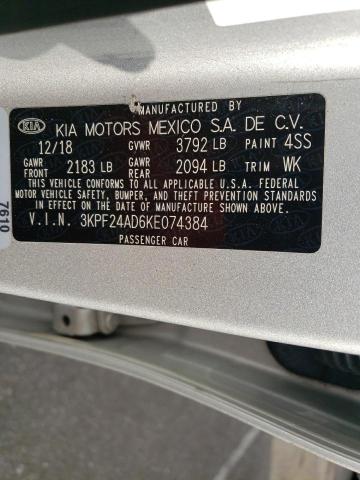 MANUFACTURED BY
KIA KIA MOTORS MEXICO S.A. DE C.V.
12/18 GVWR 3792 LB PAINT 4SS
GAWR FRONT 2183 LB GAWR REAR 2094 LB TRIM WK
THIS VEHICLE CONFORMS TO ALL APPLICABLE U.S.A. FEDERAL
MOTOR VEHICLE SAFETY, BUMPER, AND THEFT PREVENTION STANDARDS
IN EFFECT ON THE DATE OF MANUFACTURE SHOWN ABOVE.
V.I.N. 3KPF24AD6KE074384
PASSENGER CAR
7610